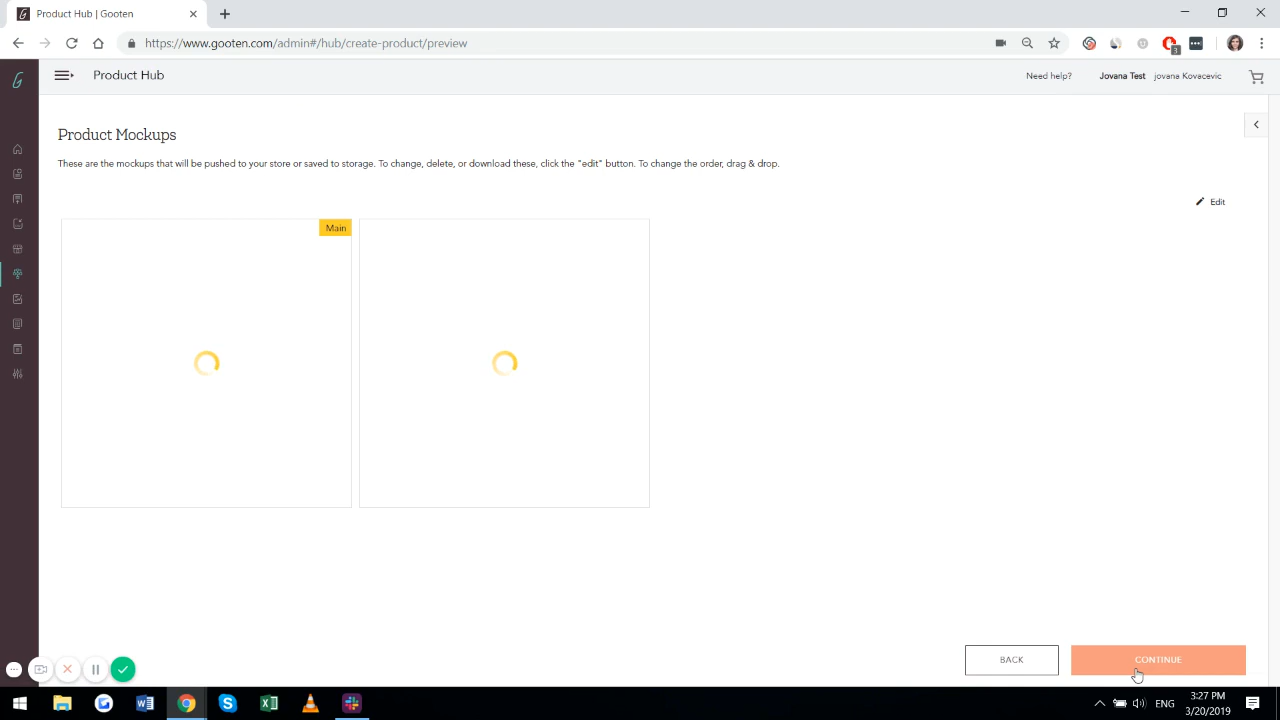 Product Hub | Gooten
https://www.gooten.com/admin#/hub/create-product/preview
3
Product Hub
Need help?
Jovana Test
jovana Kovacevic
Product Mockups
These are the mockups that will be pushed to your store or saved to storage. To change, delete, or download these, click the "edit" button. To change the order, drag & drop.
Edit
Main
BACK
CONTINUE
ENG
3:27 PM
3/20/2019